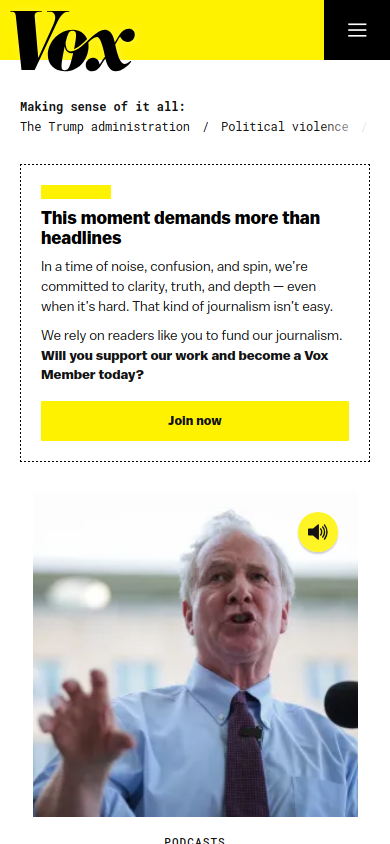 Vox
Making sense of it all:
The Trump administration / Political violence /
This moment demands more than
headlines
In a time of noise, confusion, and spin, we're
committed to clarity, truth, and depth — even
when it's hard. That kind of journalism isn't easy.
We rely on readers like you to fund our journalism.
Will you support our work and become a Vox
Member today?
Join now
PODCASTS